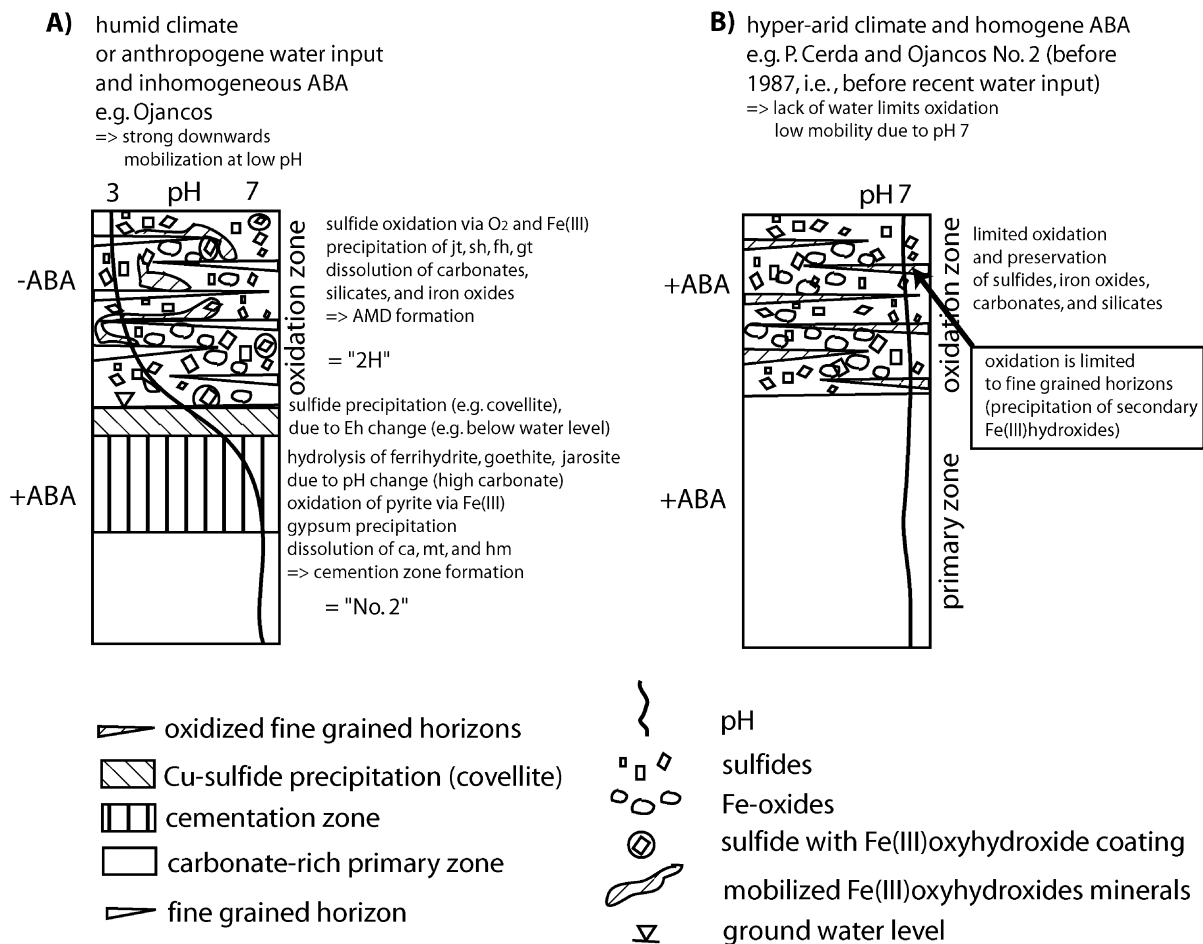 A) humid climate
or anthropogene water input
and inhomogeneous ABA
e.g. Ojancos
=> strong downwards
mobilization at low pH
3 pH 7
-ABA
+ABA
oxidation zone
sulfide oxidation via O2 and Fe(III)
precipitation of jt, sh, fh, gt
dissolution of carbonates,
silicates, and iron oxides
=> AMD formation
= "2H"
sulfide precipitation (e.g. covellite),
due to Eh change (e.g. below water level)
hydrolysis of ferrihydrite, goethite, jarosite
due to pH change (high carbonate)
oxidation of pyrite via Fe(III)
gypsum precipitation
dissolution of ca, mt, and hm
=> cemention zone formation
= "No. 2"
B) hyper-arid climate and homogene ABA
e.g. P. Cerda and Ojancos No. 2 (before
1987, i.e., before recent water input)
=> lack of water limits oxidation
low mobility due to pH 7
pH 7
+ABA
+ABA
oxidation zone
primary zone
limited oxidation
and preservation
of sulfides, iron oxides,
carbonates, and silicates
oxidation is limited
to fine grained horizons
(precipitation of secondary
Fe(III)hydroxides)
oxidized fine grained horizons
Cu-sulfide precipitation (covellite)
cementation zone
carbonate-rich primary zone
fine grained horizon
pH
sulfides
Fe-oxides
sulfide with Fe(III)oxyhydroxide coating
mobilized Fe(III)oxyhydroxides minerals
ground water level